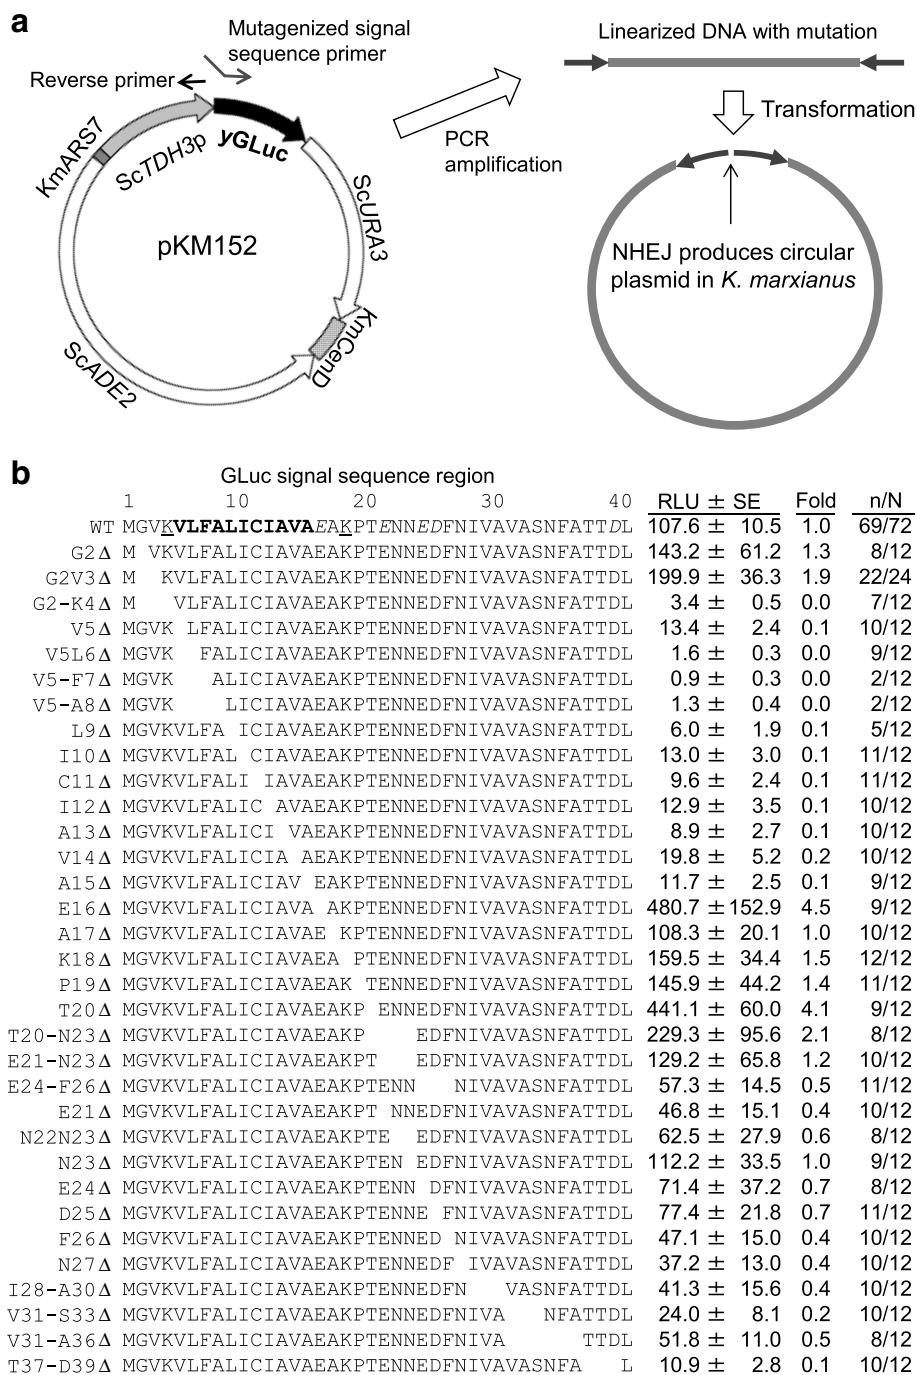 a
Mutagenized signal
sequence primer
Reverse primer
KmARS7
ScTDH3p
yGLuc
ScURA3
pKM152
KmCenD
ScADE2
PCR
amplification
Linearized DNA with mutation
Transformation
NHEJ produces circular
plasmid in K. marxianus
b
GLuc signal sequence region
1 10 20 30 40 RLU ± SE Fold n/N
WT MGVKVLFALICIAVAEAKPTENNEDFNIVAVASNFATTDL 107.6 ± 10.5 1.0 69/72
G2Δ M VKVLFALICIAVAEAKPTENNEDFNIVAVASNFATTDL 143.2 ± 61.2 1.3 8/12
G2V3Δ M KVLFALICIAVAEAKPTENNEDFNIVAVASNFATTDL 199.9 ± 36.3 1.9 22/24
G2-K4Δ M VLFALICIAVAEAKPTENNEDFNIVAVASNFATTDL 3.4 ± 0.5 0.0 7/12
V5Δ MGVK LFALICIAVAEAKPTENNEDFNIVAVASNFATTDL 13.4 ± 2.4 0.1 10/12
V5L6Δ MGVK FALICIAVAEAKPTENNEDFNIVAVASNFATTDL 1.6 ± 0.3 0.0 9/12
V5-F7Δ MGVK ALICIAVAEAKPTENNEDFNIVAVASNFATTDL 0.9 ± 0.3 0.0 2/12
V5-A8Δ MGVK LICIAVAEAKPTENNEDFNIVAVASNFATTDL 1.3 ± 0.4 0.0 2/12
L9Δ MGVKVLFA ICIAVAEAKPTENNEDFNIVAVASNFATTDL 6.0 ± 1.9 0.1 5/12
I10Δ MGVKVLFAL CIAVAEAKPTENNEDFNIVAVASNFATTDL 13.0 ± 3.0 0.1 11/12
C11Δ MGVKVLFALI IAVAEAKPTENNEDFNIVAVASNFATTDL 9.6 ± 2.4 0.1 11/12
I12Δ MGVKVLFALIC AVAEAKPTENNEDFNIVAVASNFATTDL 12.9 ± 3.5 0.1 10/12
A13Δ MGVKVLFALICI VAEAKPTENNEDFNIVAVASNFATTDL 8.9 ± 2.7 0.1 10/12
V14Δ MGVKVLFALICIA AEAKPTENNEDFNIVAVASNFATTDL 19.8 ± 5.2 0.2 10/12
A15Δ MGVKVLFALICIAV EAKPTENNEDFNIVAVASNFATTDL 11.7 ± 2.5 0.1 9/12
E16Δ MGVKVLFALICIAVA AKPTENNEDFNIVAVASNFATTDL 480.7 ± 152.9 4.5 9/12
A17Δ MGVKVLFALICIAVAE KPTENNEDFNIVAVASNFATTDL 108.3 ± 20.1 1.0 10/12
K18Δ MGVKVLFALICIAVAEA PTENNEDFNIVAVASNFATTDL 159.5 ± 34.4 1.5 12/12
P19Δ MGVKVLFALICIAVAEAK TENNEDFNIVAVASNFATTDL 145.9 ± 44.2 1.4 11/12
T20Δ MGVKVLFALICIAVAEAKP ENNEDFNIVAVASNFATTDL 441.1 ± 60.0 4.1 9/12
T20-N23Δ MGVKVLFALICIAVAEAKP EDFNIVAVASNFATTDL 229.3 ± 95.6 2.1 8/12
E21-N23Δ MGVKVLFALICIAVAEAKPT EDFNIVAVASNFATTDL 129.2 ± 65.8 1.2 10/12
E24-F26Δ MGVKVLFALICIAVAEAKPTENN NIVAVASNFATTDL 57.3 ± 14.5 0.5 11/12
E21Δ MGVKVLFALICIAVAEAKPT NNEDFNIVAVASNFATTDL 46.8 ± 15.1 0.4 10/12
N22N23Δ MGVKVLFALICIAVAEAKPTE EDFNIVAVASNFATTDL 62.5 ± 27.9 0.6 8/12
N23Δ MGVKVLFALICIAVAEAKPTEN EDFNIVAVASNFATTDL 112.2 ± 33.5 1.0 9/12
E24Δ MGVKVLFALICIAVAEAKPTENN DFNIVAVASNFATTDL 71.4 ± 37.2 0.7 8/12
D25Δ MGVKVLFALICIAVAEAKPTENNE FNIVAVASNFATTDL 77.4 ± 21.8 0.7 11/12
F26Δ MGVKVLFALICIAVAEAKPTENNED NIVAVASNFATTDL 47.1 ± 15.0 0.4 10/12
N27Δ MGVKVLFALICIAVAEAKPTENNEDF IVAVASNFATTDL 37.2 ± 13.0 0.4 10/12
I28-A30Δ MGVKVLFALICIAVAEAKPTENNEDFN VASNFATTDL 41.3 ± 15.6 0.4 10/12
V31-S33Δ MGVKVLFALICIAVAEAKPTENNEDFNIVA NFATTDL 24.0 ± 8.1 0.2 10/12
V31-A36Δ MGVKVLFALICIAVAEAKPTENNEDFNIVA TTDL 51.8 ± 11.0 0.5 8/12
T37-D39Δ MGVKVLFALICIAVAEAKPTENNEDFNIVAVASNFA L 10.9 ± 2.8 0.1 10/12